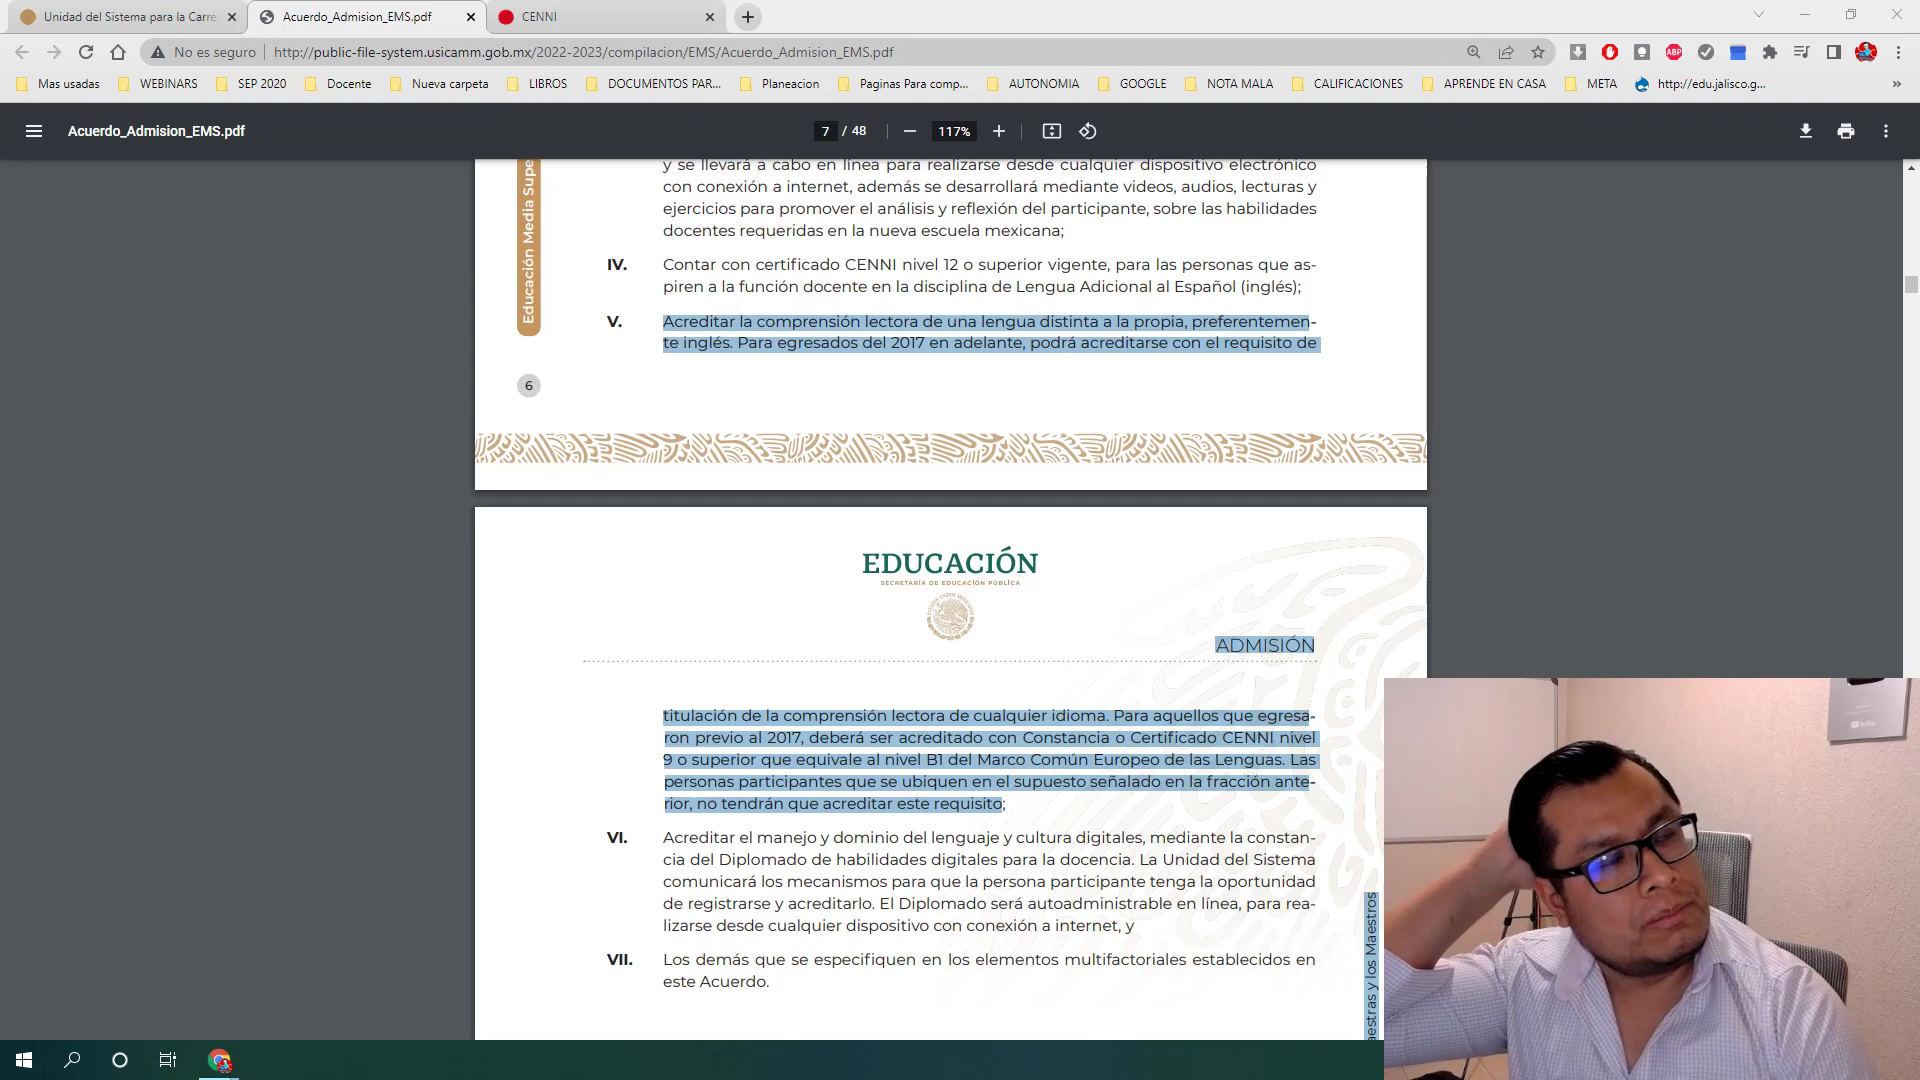 Unidad del Sistema para la Carre
Acuerdo_Admision_EMS.pdf
CENNI
No es seguro
http://public-file-system.usicamm.gob.mx/2022-2023/compilacion/EMS/Acuerdo_Admision_EMS.pdf
ABP
Mas usadas
WEBINARS
SEP 2020
Docente
Nueva carpeta
LIBROS
DOCUMENTOS PAR...
Planeacion
Paginas Para comp...
AUTONOMIA
GOOGLE
NOTA MALA
CALIFICACIONES
APRENDE EN CASA
META
http://edu.jalisco.g...
»
Acuerdo_Admision_EMS.pdf
7 / 48
117%
Educación Media Supe
y se llevará a cabo en línea para realizarse desde cualquier dispositivo electrónico
con conexión a internet, además se desarrollará mediante videos, audios, lecturas y
ejercicios para promover el análisis y reflexión del participante, sobre las habilidades
docentes requeridas en la nueva escuela mexicana;
IV. Contar con certificado CENNI nivel 12 o superior vigente, para las personas que as-
piren a la función docente en la disciplina de Lengua Adicional al Español (inglés);
V. Acreditar la comprensión lectora de una lengua distinta a la propia, preferentemen-
te inglés. Para egresados del 2017 en adelante, podrá acreditarse con el requisito de
6
EDUCACIÓN
SECRETARÍA DE EDUCACIÓN PÚBLICA
ADMISIÓN
titulación de la comprensión lectora de cualquier idioma. Para aquellos que egresa-
ron previo al 2017, deberá ser acreditado con Constancia o Certificado CENNI nivel
9 o superior que equivale al nivel B1 del Marco Común Europeo de las Lenguas. Las
personas participantes que se ubiquen en el supuesto señalado en la fracción ante-
rior, no tendrán que acreditar este requisito;
VI. Acreditar el manejo y dominio del lenguaje y cultura digitales, mediante la constan-
cia del Diplomado de habilidades digitales para la docencia. La Unidad del Sistema
comunicará los mecanismos para que la persona participante tenga la oportunidad
de registrarse y acreditarlo. El Diplomado será autoadministrable en línea, para rea-
lizarse desde cualquier dispositivo con conexión a internet, y
VII. Los demás que se especifiquen en los elementos multifactoriales establecidos en
este Acuerdo.
aestras y los Maestros
YouTube